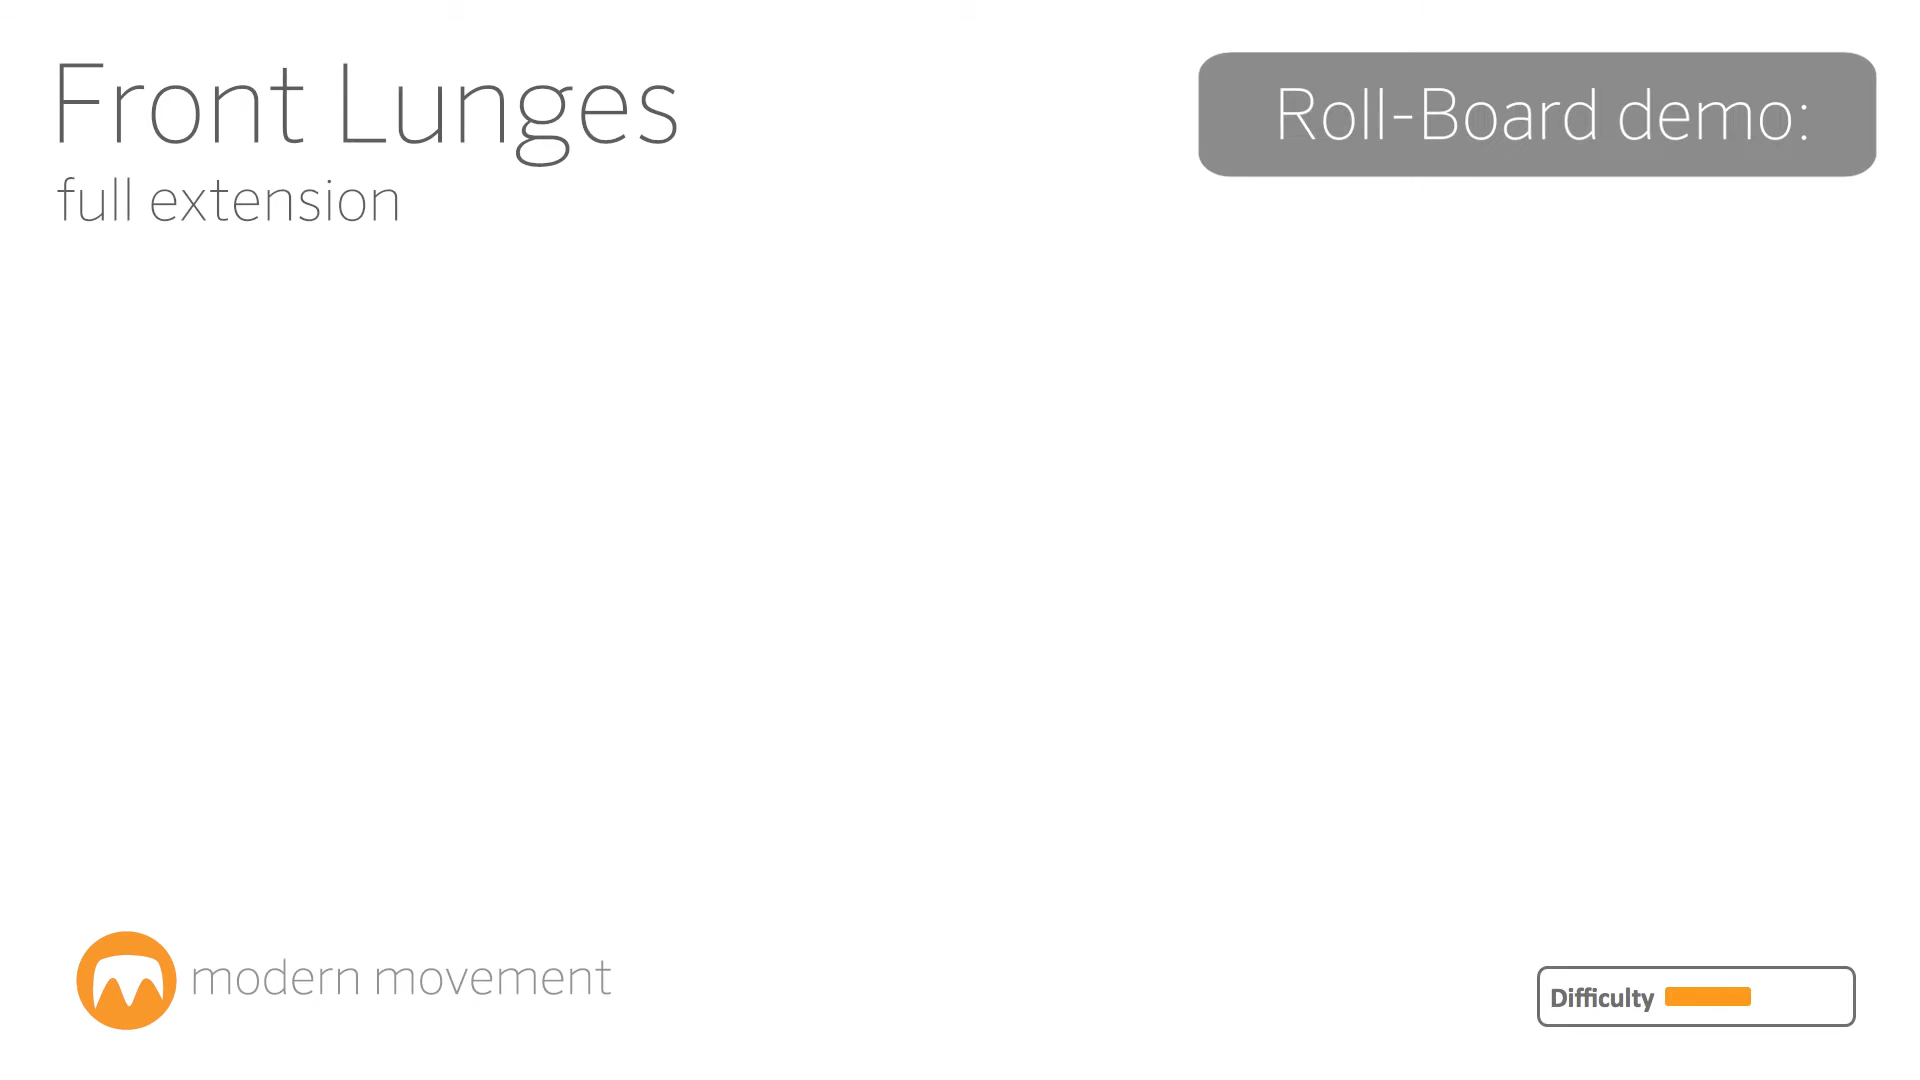 Front Lunges
full extension
Roll-Board demo:
modern movement
Difficulty